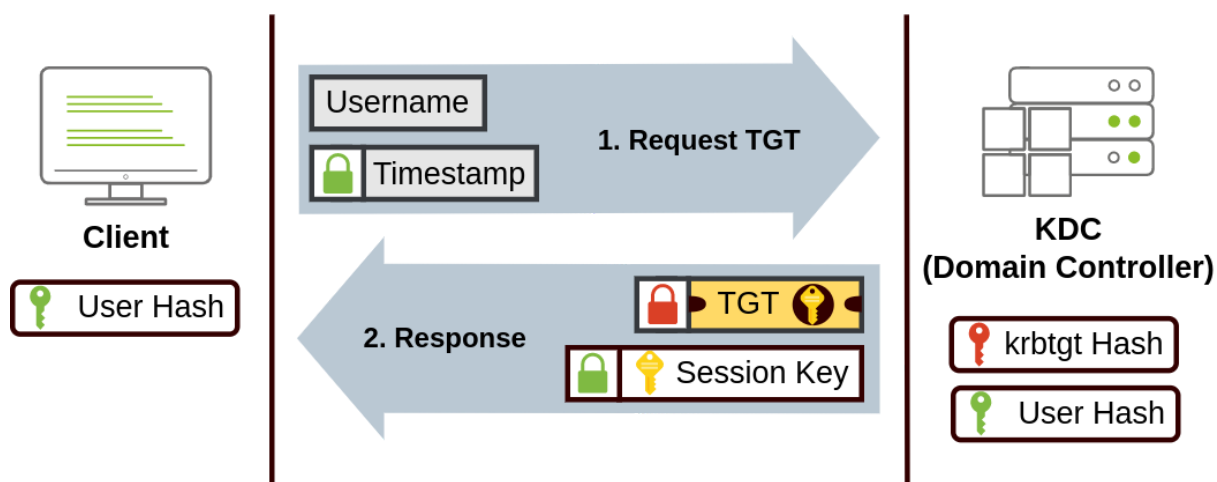 Username
1. Request TGT
Timestamp
Client
KDC
(Domain Controller)
User Hash
TGT
2. Response
Session Key
krbtgt Hash
User Hash